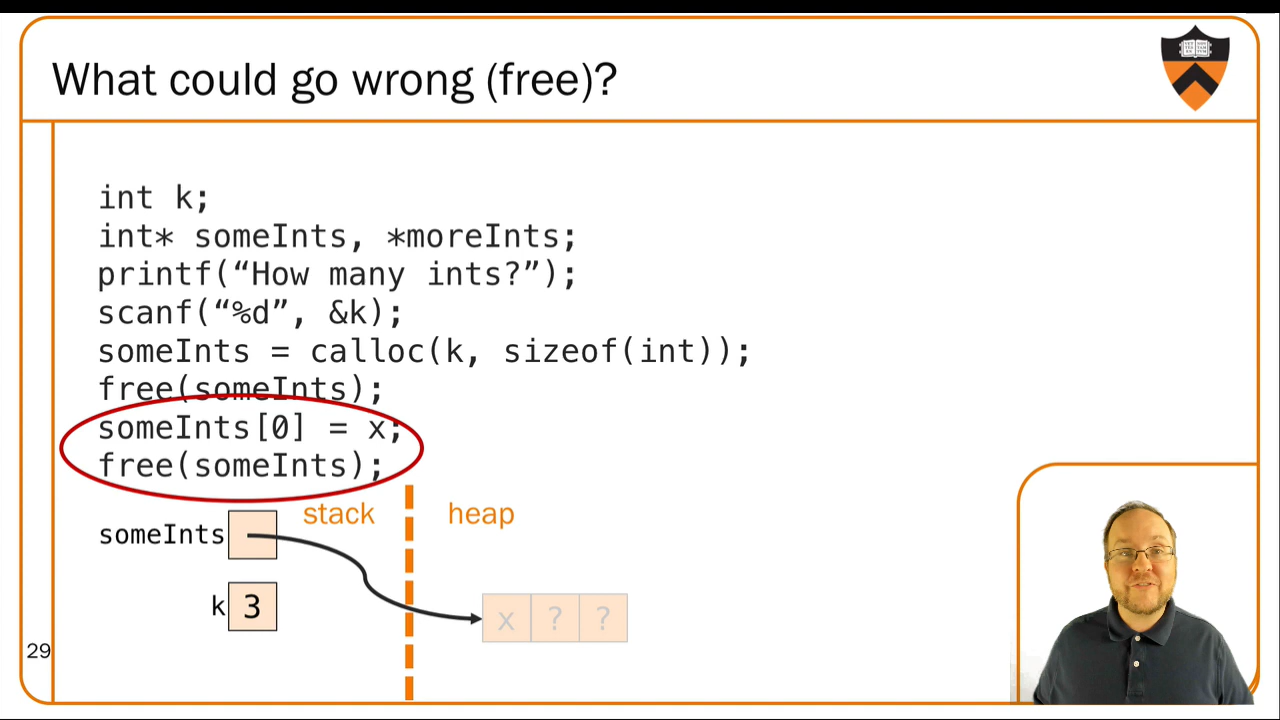 What could go wrong (free)?
int k;
int* someInts, *moreInts;
printf(“How many ints?”);
scanf(“%d”, &k);
someInts = calloc(k, sizeof(int));
free(someInts);
someInts[0] = x;
free(someInts);
stack heap
someInts
k 3
x ? ?
29